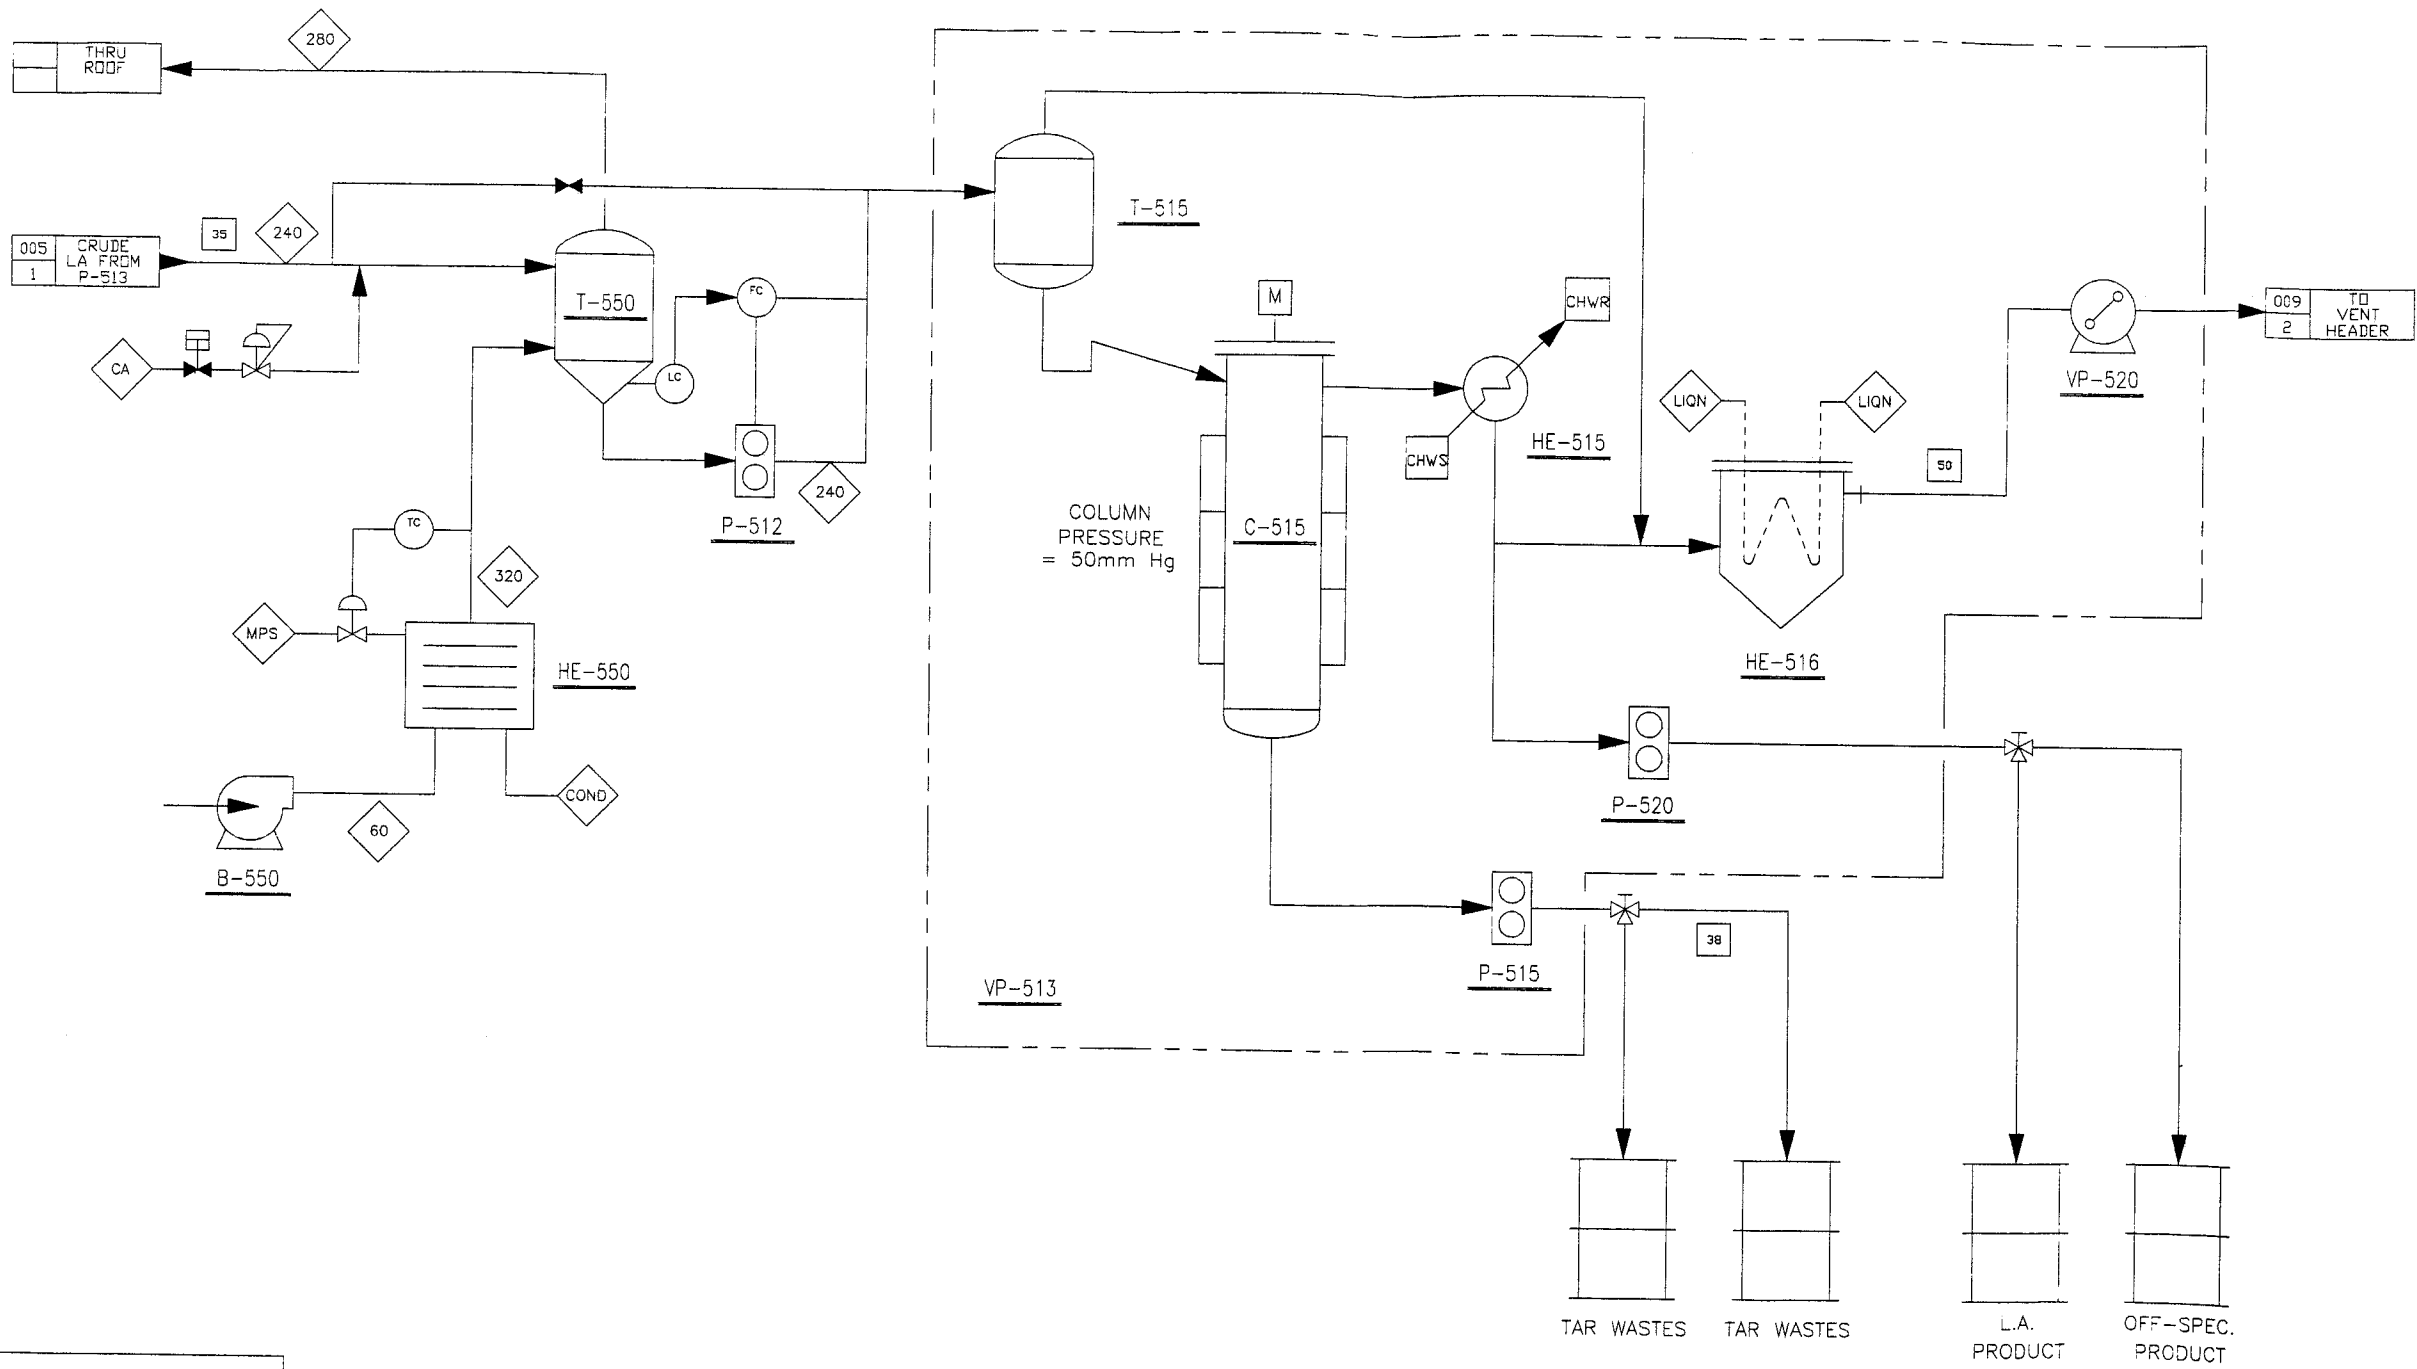 280
THRU
ROOF
005
1
CRUDE
LA FROM
P-513
35
240
CA
T-550
FC
LC
240
P-512
TC
320
MPS
HE-550
COND
60
B-550
T-515
M
CHWR
CHWS
HE-515
COLUMN
PRESSURE
= 50mm Hg
C-515
LIQN
LIQN
50
HE-516
VP-520
009
2
TO
VENT
HEADER
P-520
P-515
38
VP-513
TAR WASTES
TAR WASTES
L.A.
PRODUCT
OFF-SPEC.
PRODUCT